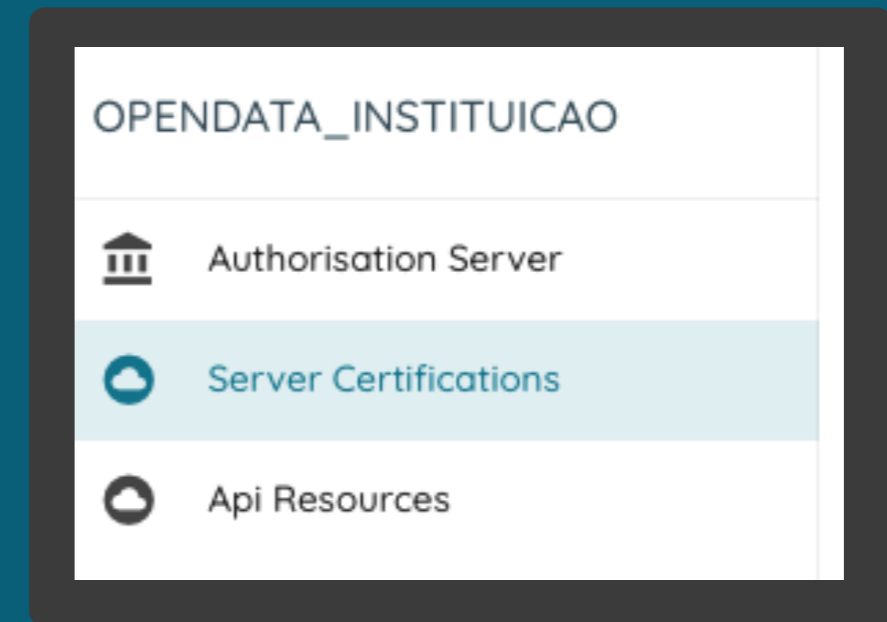 OPENDATA_INSTITUICAO
Authorisation Server
Server Certifications
Api Resources